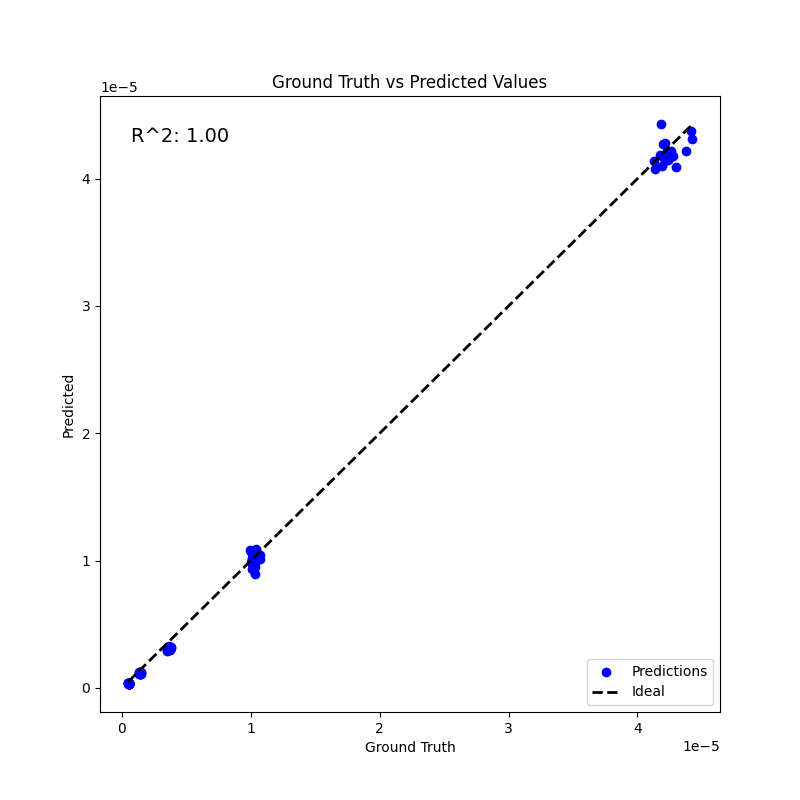 Ground Truth vs Predicted Values
1e−5
R^2: 1.00
4
3
2
1
0
Predicted
Predictions
Ideal
0 1 2 3 4
1e−5
Ground Truth